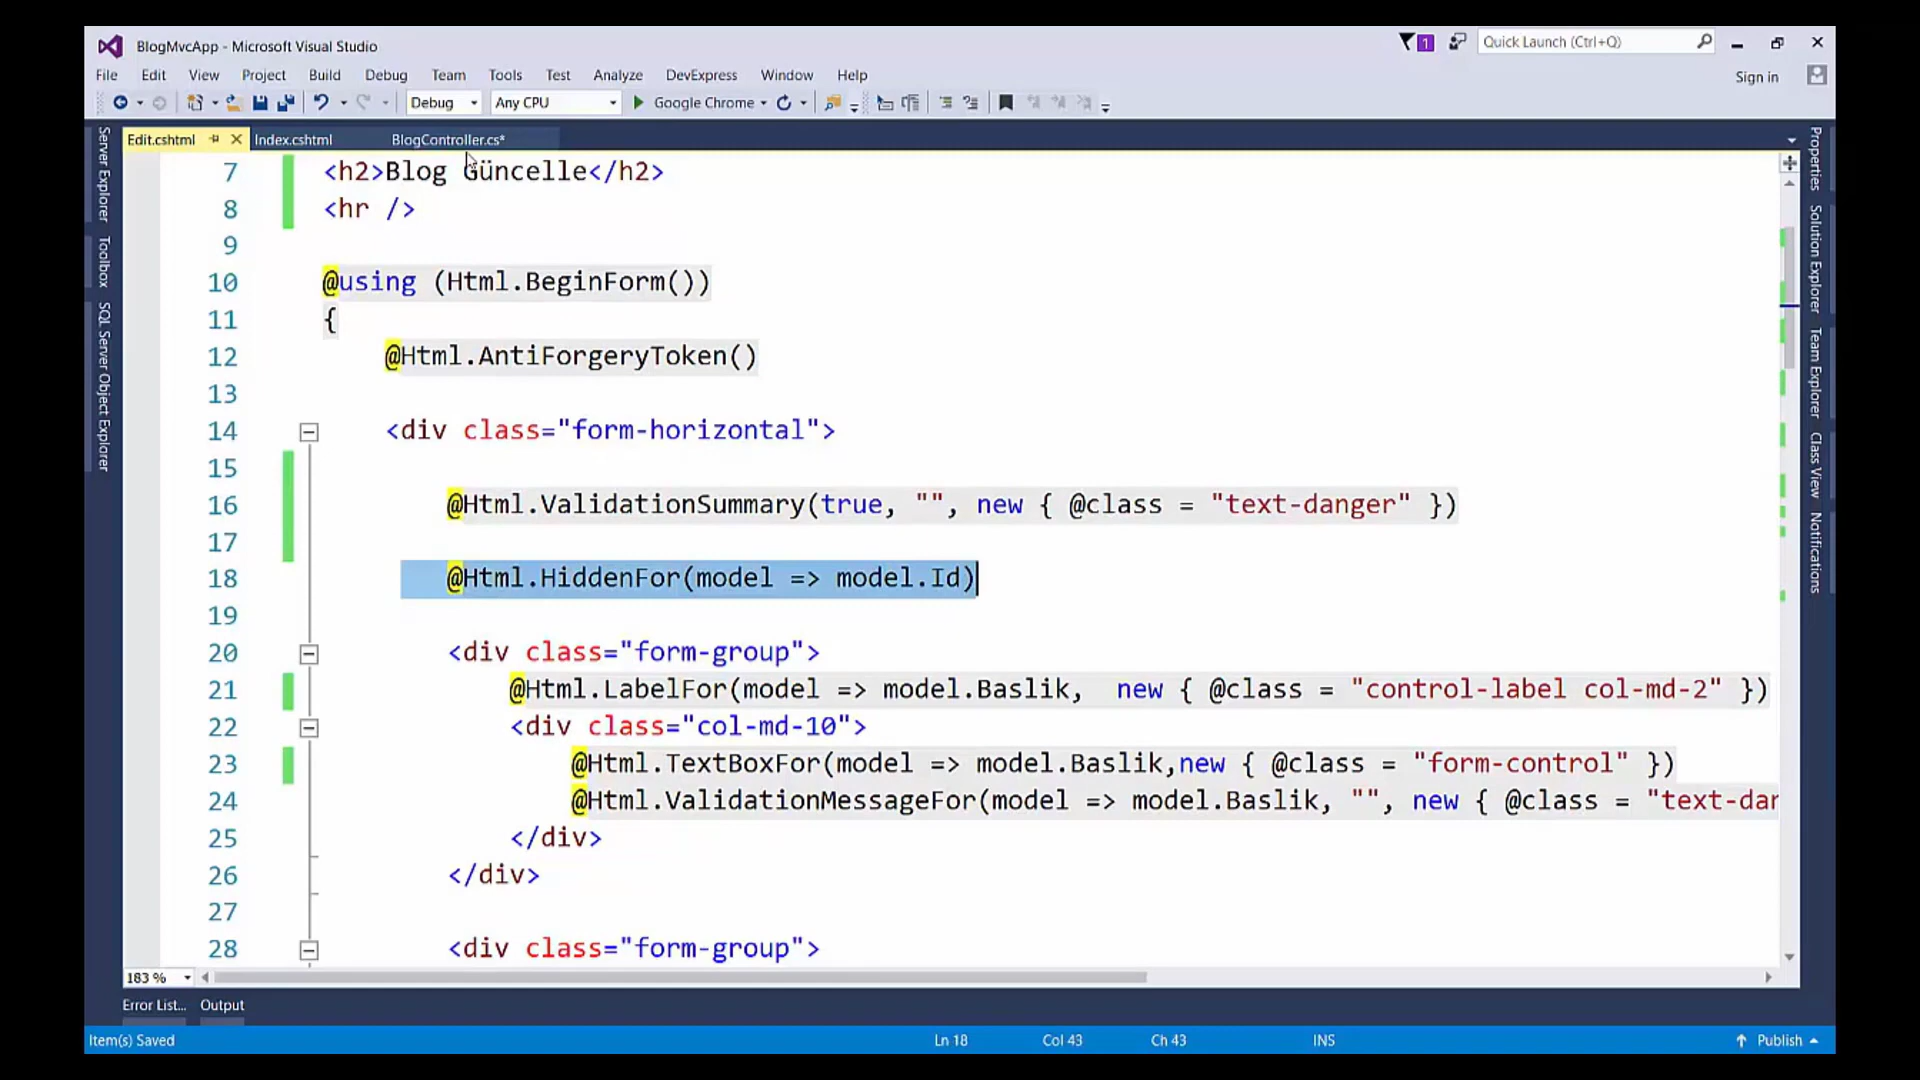 BlogMvcApp - Microsoft Visual Studio
1
Quick Launch (Ctrl+Q)
File Edit View Project Build Debug Team Tools Test Analyze DevExpress Window Help
Sign in
Debug Any CPU Google Chrome
Edit.cshtml Index.cshtml BlogController.cs*
Server Explorer
Toolbox
SQL Server Object Explorer
7 <h2>Blog Güncelle</h2>
8 <hr />
9
10 @using (Html.BeginForm())
11 {
12 @Html.AntiForgeryToken()
13
14 <div class="form-horizontal">
15
16 @Html.ValidationSummary(true, "", new { @class = "text-danger" })
17
18 @Html.HiddenFor(model => model.Id)
19
20 <div class="form-group">
21 @Html.LabelFor(model => model.Baslik, new { @class = "control-label col-md-2" })
22 <div class="col-md-10">
23 @Html.TextBoxFor(model => model.Baslik,new { @class = "form-control" })
24 @Html.ValidationMessageFor(model => model.Baslik, "", new { @class = "text-dar
25 </div>
26 </div>
27
28 <div class="form-group">
Properties
Solution Explorer
Team Explorer
Class View
Notifications
183 %
Error List... Output
Item(s) Saved Ln 18 Col 43 Ch 43 INS Publish